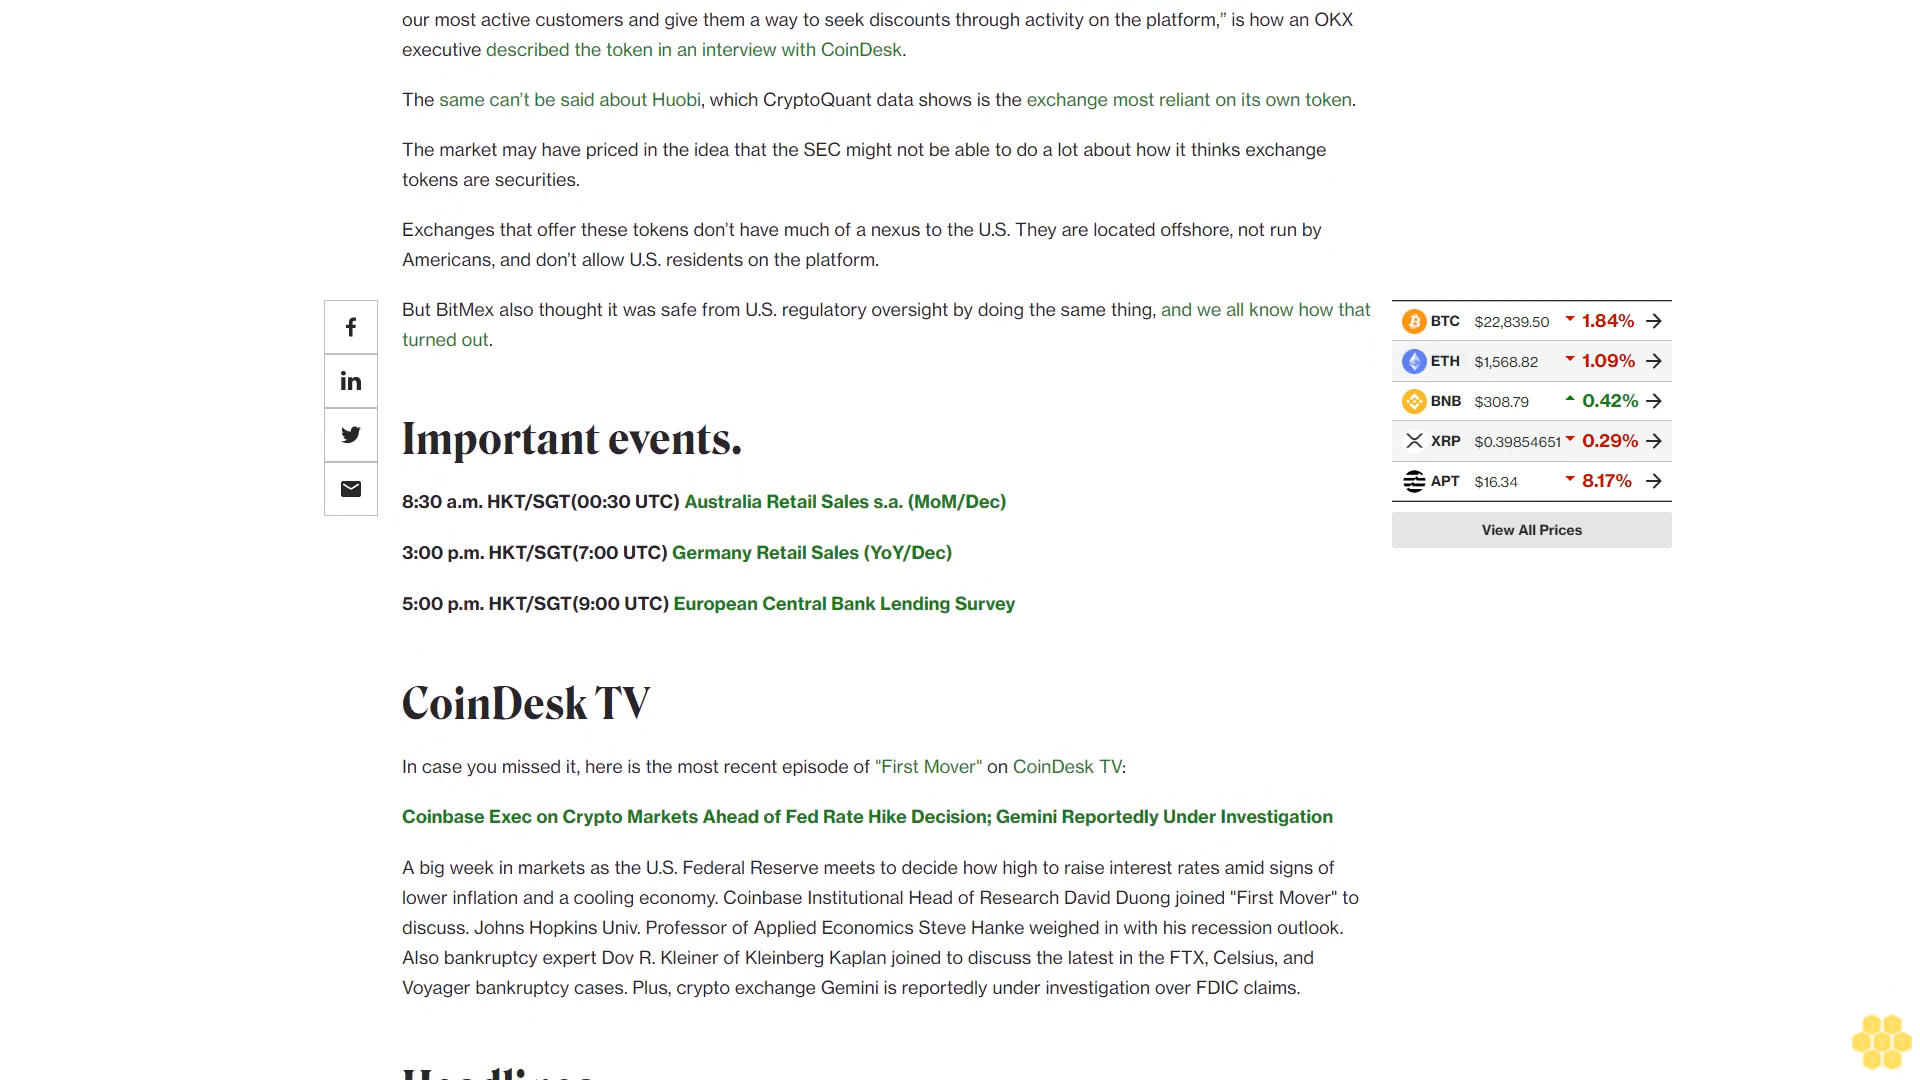 our most active customers and give them a way to seek discounts through activity on the platform,” is how an OKX
executive described the token in an interview with CoinDesk.
The same can’t be said about Huobi, which CryptoQuant data shows is the exchange most reliant on its own token.
The market may have priced in the idea that the SEC might not be able to do a lot about how it thinks exchange
tokens are securities.
Exchanges that offer these tokens don’t have much of a nexus to the U.S. They are located offshore, not run by
Americans, and don’t allow U.S. residents on the platform.
But BitMex also thought it was safe from U.S. regulatory oversight by doing the same thing, and we all know how that
turned out.
Important events.
8:30 a.m. HKT/SGT(00:30 UTC) Australia Retail Sales s.a. (MoM/Dec)
3:00 p.m. HKT/SGT(7:00 UTC) Germany Retail Sales (YoY/Dec)
5:00 p.m. HKT/SGT(9:00 UTC) European Central Bank Lending Survey
CoinDesk TV
In case you missed it, here is the most recent episode of "First Mover" on CoinDesk TV:
Coinbase Exec on Crypto Markets Ahead of Fed Rate Hike Decision; Gemini Reportedly Under Investigation
A big week in markets as the U.S. Federal Reserve meets to decide how high to raise interest rates amid signs of
lower inflation and a cooling economy. Coinbase Institutional Head of Research David Duong joined "First Mover" to
discuss. Johns Hopkins Univ. Professor of Applied Economics Steve Hanke weighed in with his recession outlook.
Also bankruptcy expert Dov R. Kleiner of Kleinberg Kaplan joined to discuss the latest in the FTX, Celsius, and
Voyager bankruptcy cases. Plus, crypto exchange Gemini is reportedly under investigation over FDIC claims.
Headlines
BTC $22,839.50 1.84%
ETH $1,568.82 1.09%
BNB $308.79 0.42%
XRP $0.39854651 0.29%
APT $16.34 8.17%
View All Prices